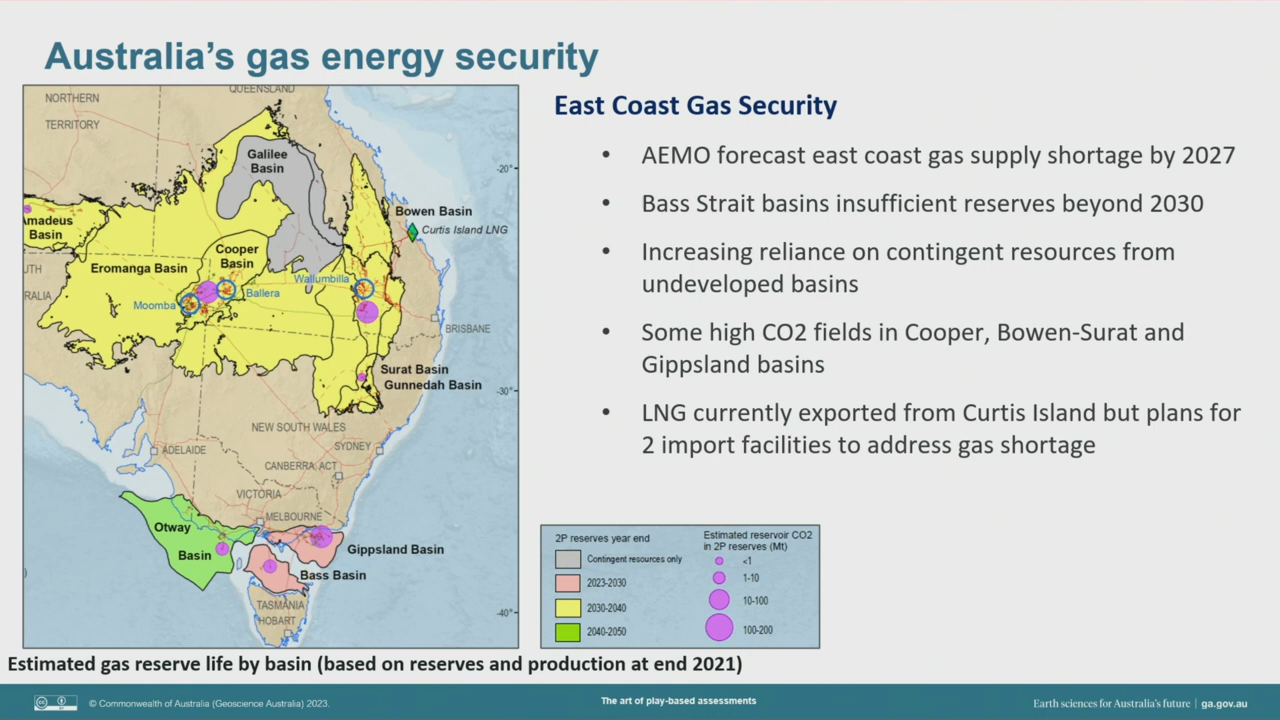 Australia's gas energy security
QUEENSLAND
NORTHERN
TERRITORY
Galilee
Basin
-20°
Amadeus
Basin
Bowen Basin
Curtis Island LNG
Cooper
Basin
Eromanga Basin
Wallumbilla
Ballera
Moomba
UTH
RALIA
BRISBANE
Surat Basin
Gunnedah Basin
-30°
NEW SOUTH WALES
ADELAIDE
SYDNEY
CANBERRA ACT
VICTORIA
MELBOURNE
Otway
Basin
Gippsland Basin
Bass Basin
TASMANIA
HOBART
-40°
East Coast Gas Security
• AEMO forecast east coast gas supply shortage by 2027
• Bass Strait basins insufficient reserves beyond 2030
• Increasing reliance on contingent resources from
undeveloped basins
• Some high CO2 fields in Cooper, Bowen-Surat and
Gippsland basins
• LNG currently exported from Curtis Island but plans for
2 import facilities to address gas shortage
2P reserves year end
Contingent resources only
2023-2030
2030-2040
2040-2050
Estimated reservoir CO2
in 2P reserves (Mt)
<1
1-10
10-100
100-200
Estimated gas reserve life by basin (based on reserves and production at end 2021)
© Commonwealth of Australia (Geoscience Australia) 2023.
The art of play-based assessments
Earth sciences for Australia's future | ga.gov.au